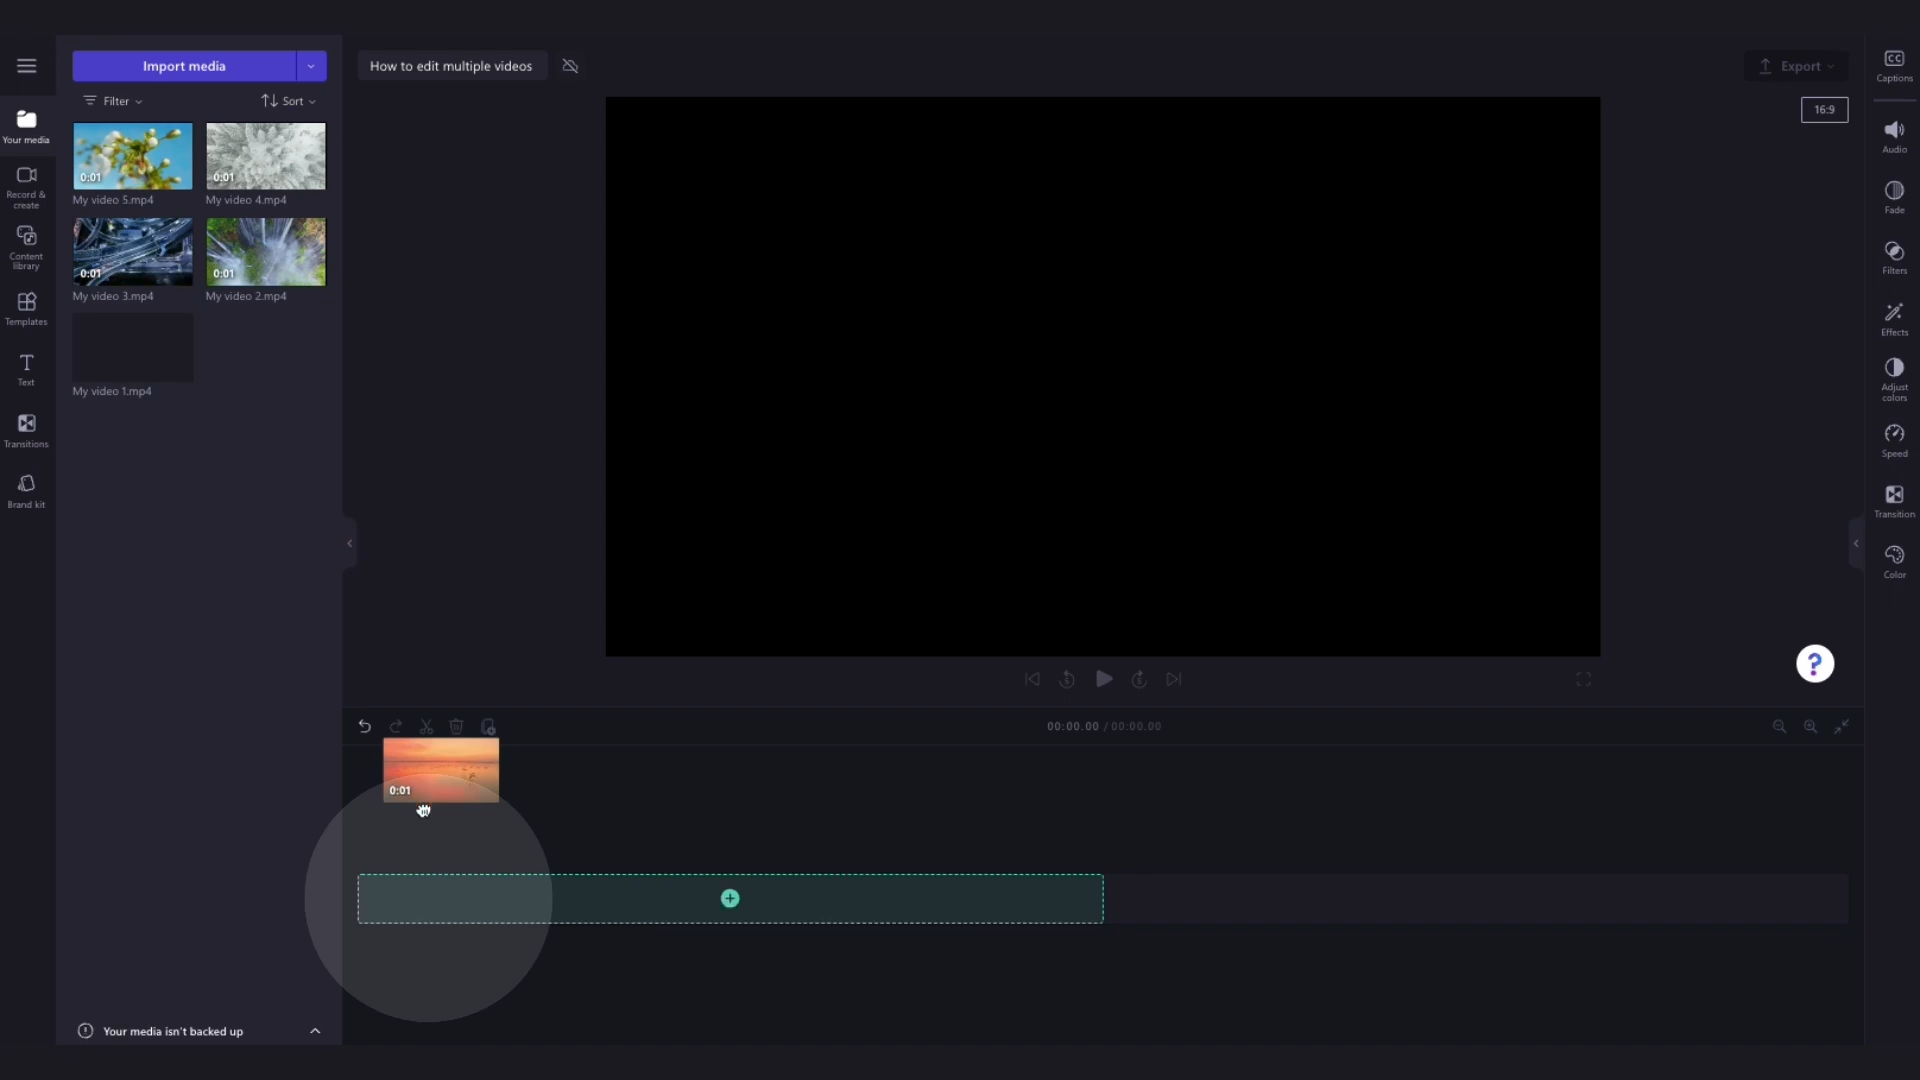 Import media
How to edit multiple videos
Export
Captions
Filter
Sort
16:9
Your media
0:01
0:01
My video 5.mp4
My video 4.mp4
Audio
Record &
create
Fade
0:01
0:01
My video 3.mp4
My video 2.mp4
Content
library
Filters
Templates
Effects
Text
My video 1.mp4
Adjust
colors
Transitions
Speed
Brand kit
Transition
Color
?
00:00.00 / 00:00.00
0:01
Your media isn't backed up